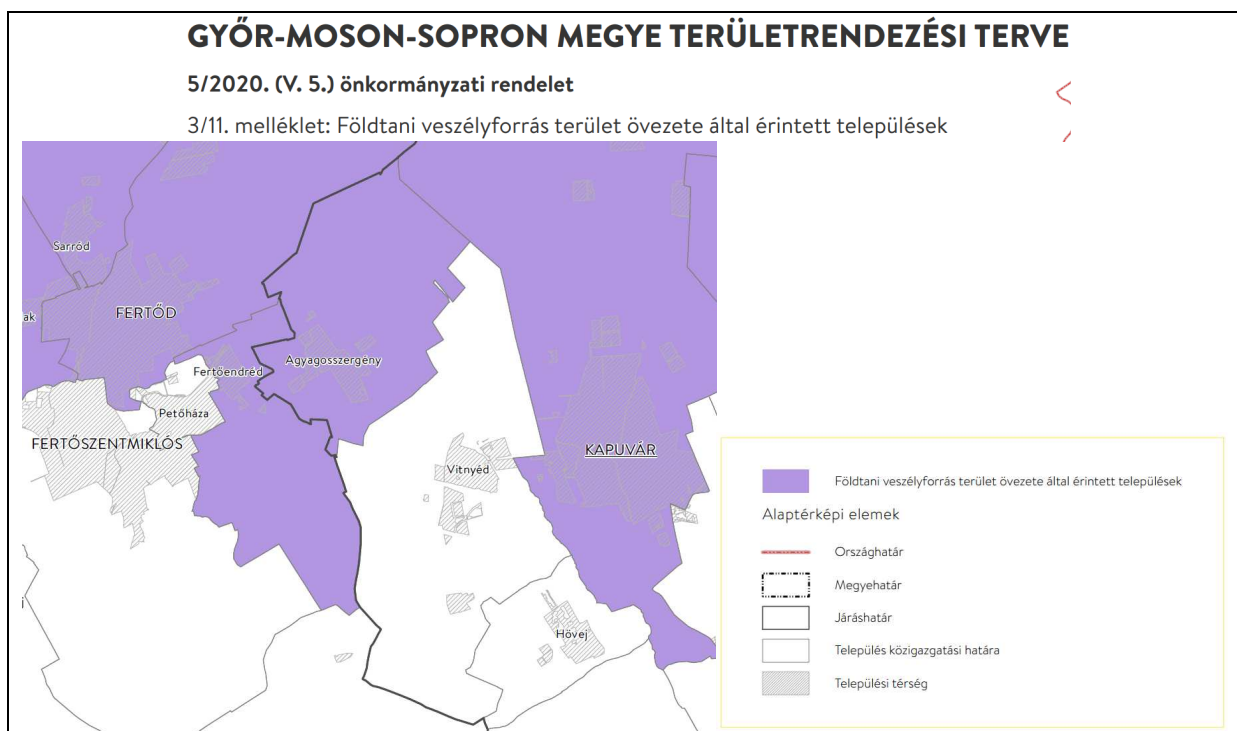 GYŐR-MOSON-SOPRON MEGYE TERÜLETRENDEZÉSI TERVE
5/2020. (V. 5.) önkormányzati rendelet
3/11. melléklet: Földtani veszélyforrás terület övezete által érintett települések
Sarród
ak
FERTŐD
Agyagosszergény
Fertőendréd
Petőháza
FERTŐSZENTMIKLÓS
KAPUVÁR
Vitnyéd
Hövej
Földtani veszélyforrás terület övezete által érintett települések
Alaptérképi elemek
Országhatár
Megyehatár
Járáshatár
Település közigazgatási határa
Települési térség